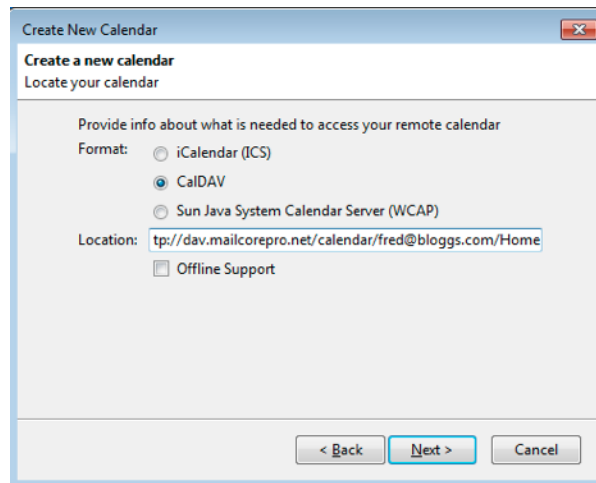 Create New Calendar
Create a new calendar
Locate your calendar
Provide info about what is needed to access your remote calendar
Format:
iCalendar (ICS)
CalDAV
Sun Java System Calendar Server (WCAP)
Location: tp://dav.mailcorepro.net/calendar/fred@bloggs.com/Home
Offline Support
< Back Next > Cancel